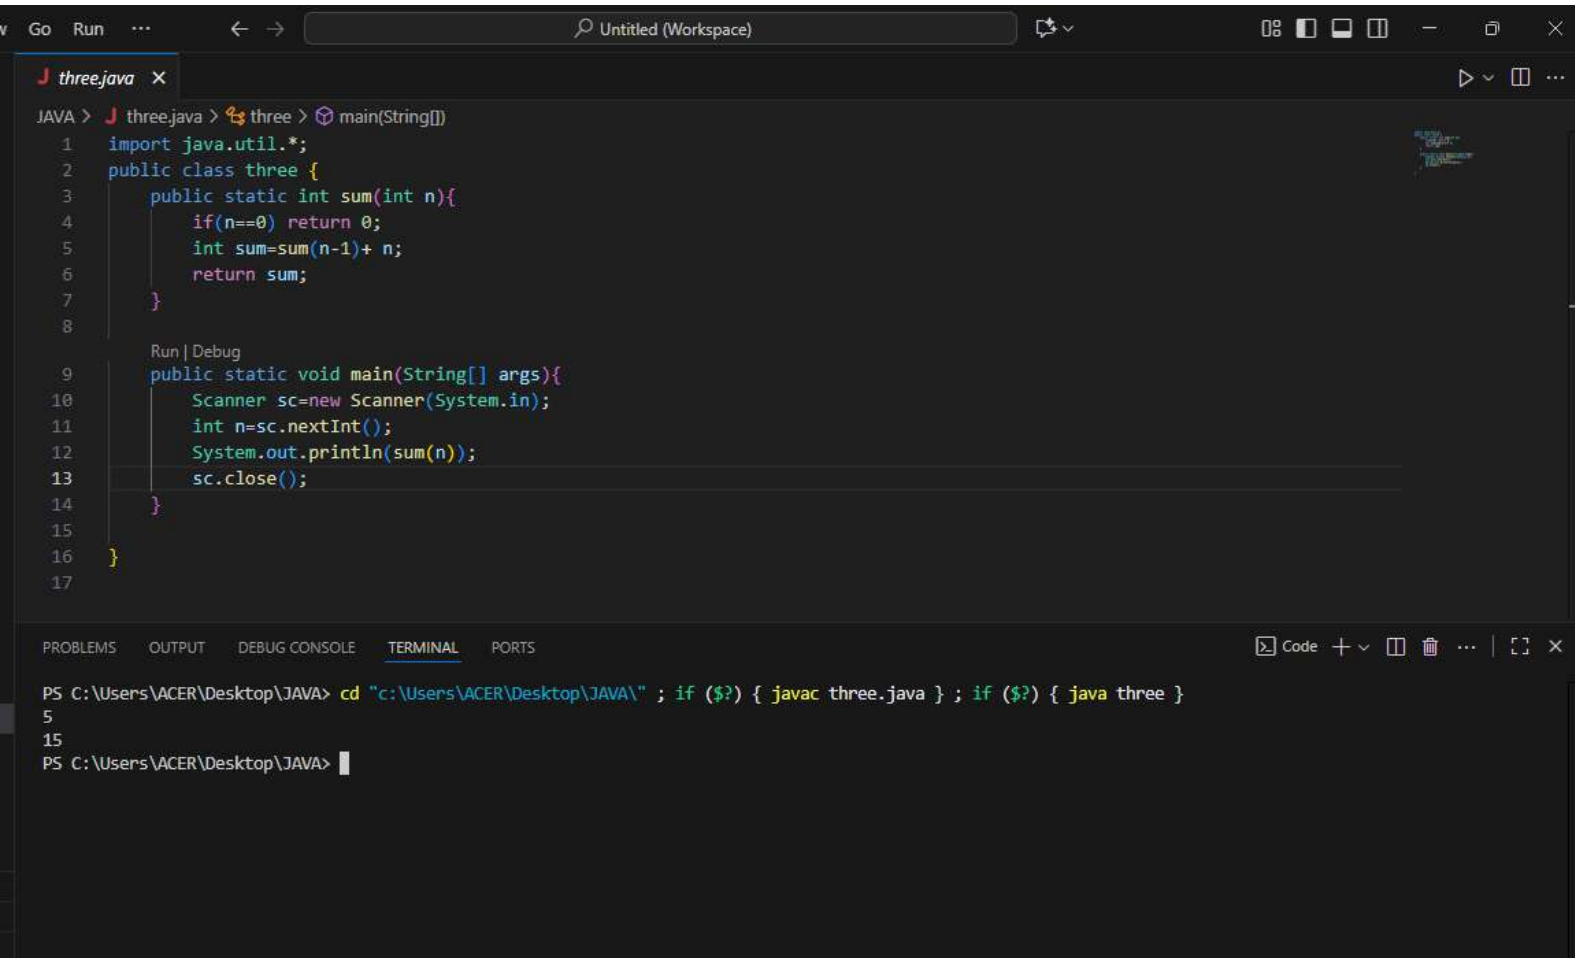 Go Run ... Untitled (Workspace)
three.java
JAVA > three.java > three > main(String[])
1 import java.util.*;
2 public class three {
3 public static int sum(int n){
4 if(n==0) return 0;
5 int sum=sum(n-1)+ n;
6 return sum;
7 }
8
Run | Debug
9 public static void main(String[] args){
10 Scanner sc=new Scanner(System.in);
11 int n=sc.nextInt();
12 System.out.println(sum(n));
13 sc.close();
14 }
15
16 }
17
PROBLEMS OUTPUT DEBUG CONSOLE TERMINAL PORTS Code
PS C:\Users\ACER\Desktop\JAVA> cd "c:\Users\ACER\Desktop\JAVA\" ; if ($?) { javac three.java } ; if ($?) { java three }
5
15
PS C:\Users\ACER\Desktop\JAVA>